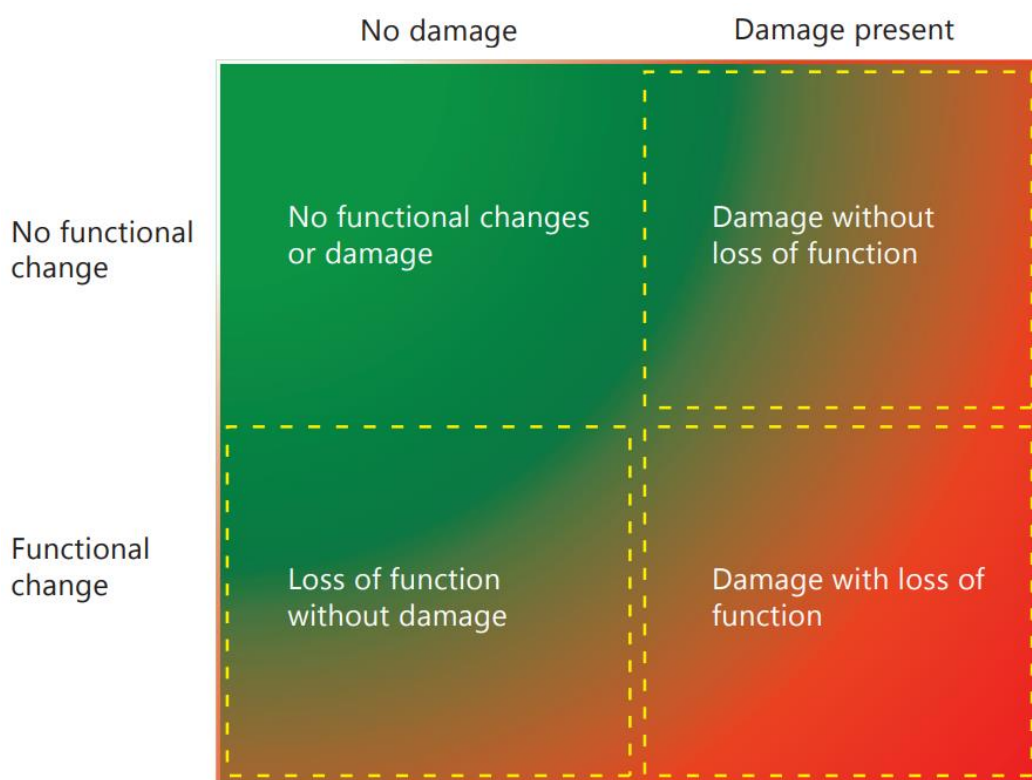 No damage
Damage present
No functional
change
No functional changes
or damage
Damage without
loss of function
Functional
change
Loss of function
without damage
Damage with loss of
function